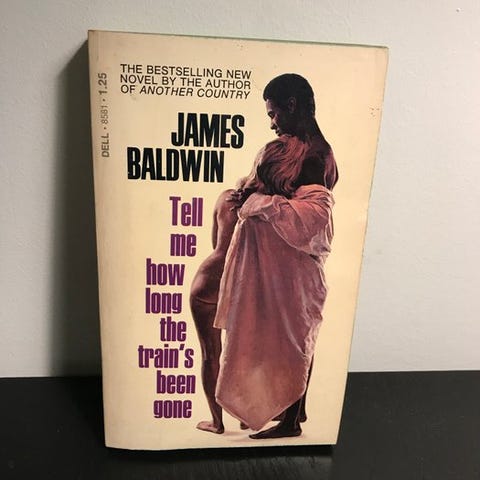 THE BESTSELLING NEW
NOVEL BY THE AUTHOR
OF ANOTHER COUNTRY
DELL • 8581 • 1.25
JAMES
BALDWIN
Tell
me
how
long
the
train's
been
gone